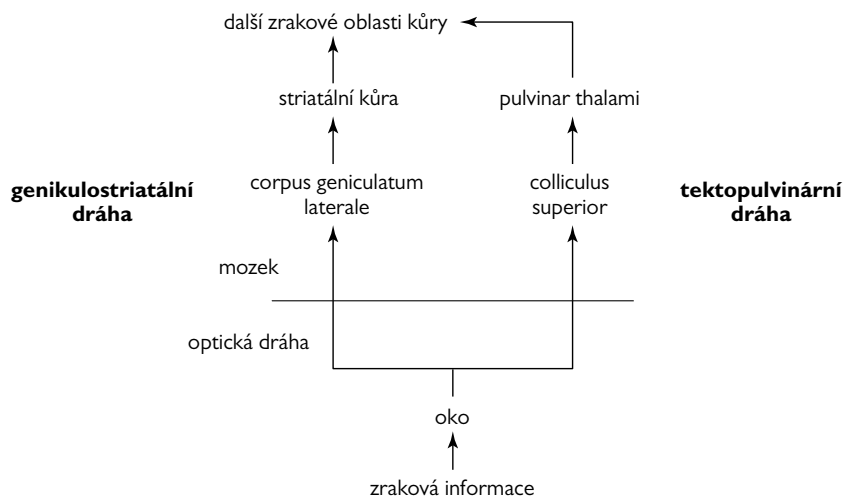 další zrakové oblasti kůry
striatální kůra
pulvinar thalami
genikulostriatální
dráha
corpus geniculatum
laterale
colliculus
superior
tektopulvinární
dráha
mozek
optická dráha
oko
zraková informace